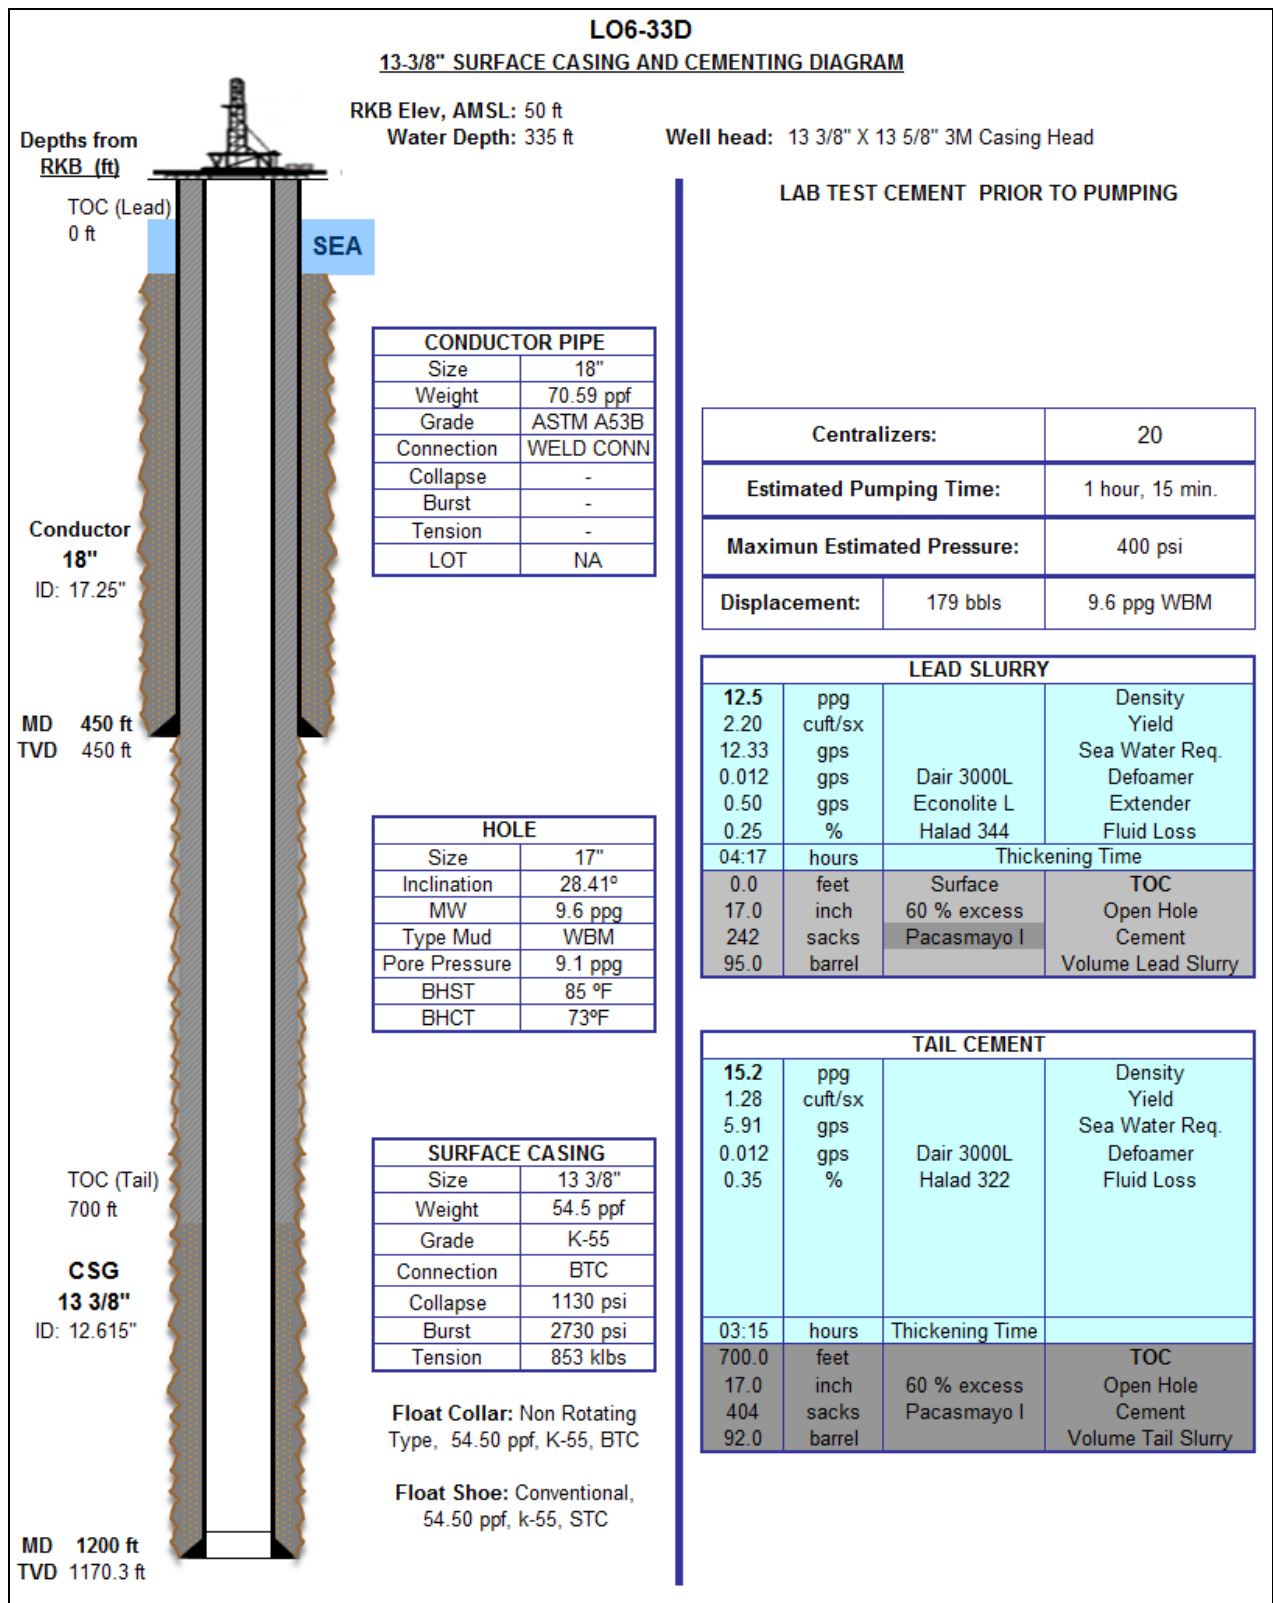 LO6-33D
13-3/8" SURFACE CASING AND CEMENTING DIAGRAM
RKB Elev, AMSL: 50 ft
Water Depth: 335 ft
Well head: 13 3/8" X 13 5/8" 3M Casing Head
Depths from
RKB (ft)
TOC (Lead)
0 ft
SEA
Conductor
18"
ID: 17.25"
MD 450 ft
TVD 450 ft
TOC (Tail)
700 ft
CSG
13 3/8"
ID: 12.615"
MD 1200 ft
TVD 1170.3 ft
CONDUCTOR PIPE
Size 18"
Weight 70.59 ppf
Grade ASTM A53B
Connection WELD CONN
Collapse -
Burst -
Tension -
LOT NA
HOLE
Size 17"
Inclination 28.41º
MW 9.6 ppg
Type Mud WBM
Pore Pressure 9.1 ppg
BHST 85 ºF
BHCT 73ºF
SURFACE CASING
Size 13 3/8"
Weight 54.5 ppf
Grade K-55
Connection BTC
Collapse 1130 psi
Burst 2730 psi
Tension 853 klbs
Float Collar: Non Rotating
Type, 54.50 ppf, K-55, BTC
Float Shoe: Conventional,
54.50 ppf, k-55, STC
LAB TEST CEMENT PRIOR TO PUMPING
Centralizers: 20
Estimated Pumping Time: 1 hour, 15 min.
Maximun Estimated Pressure: 400 psi
Displacement: 179 bbls 9.6 ppg WBM
LEAD SLURRY
12.5 ppg Density
2.20 cuft/sx Yield
12.33 gps Sea Water Req.
0.012 gps Dair 3000L Defoamer
0.50 gps Econolite L Extender
0.25 % Halad 344 Fluid Loss
04:17 hours Thickening Time
0.0 feet Surface TOC
17.0 inch 60 % excess Open Hole
242 sacks Pacasmayo I Cement
95.0 barrel Volume Lead Slurry
TAIL CEMENT
15.2 ppg Density
1.28 cuft/sx Yield
5.91 gps Sea Water Req.
0.012 gps Dair 3000L Defoamer
0.35 % Halad 322 Fluid Loss
03:15 hours Thickening Time
700.0 feet TOC
17.0 inch 60 % excess Open Hole
404 sacks Pacasmayo I Cement
92.0 barrel Volume Tail Slurry